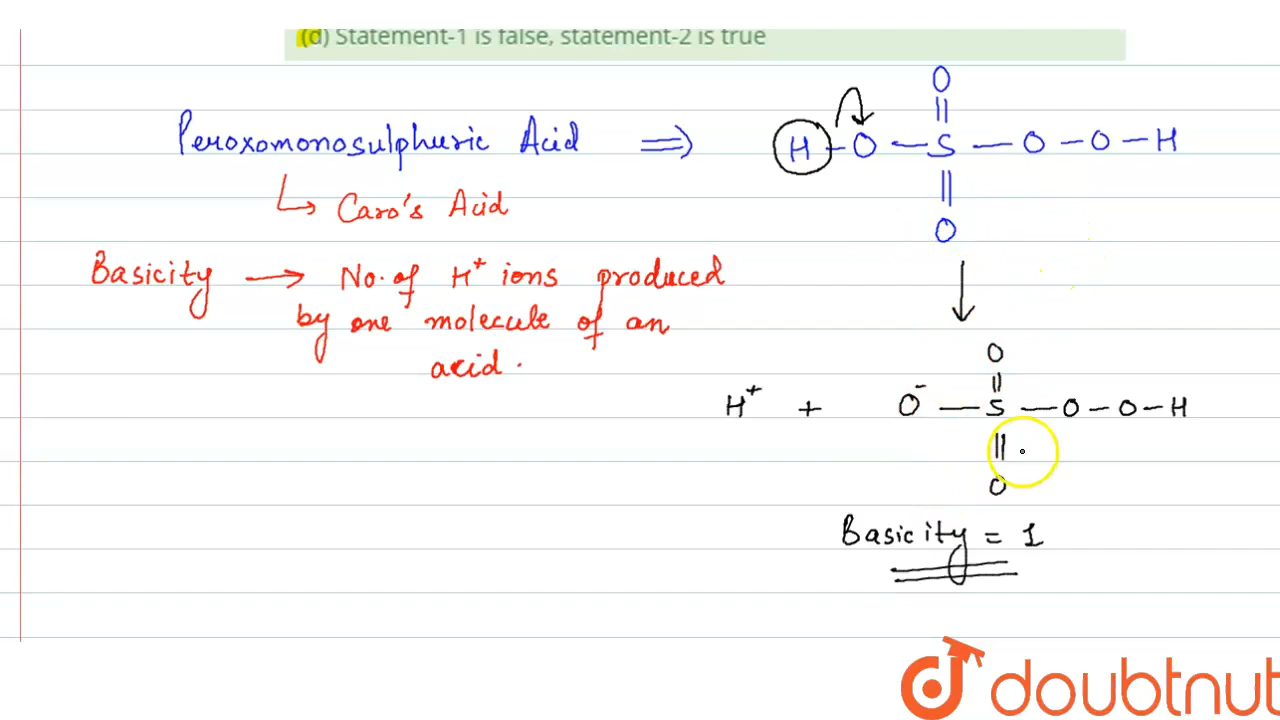 (d) Statement-1 is false, statement-2 is true
Peroxomonosulphuric Acid ⇒
O
||
H - O — S — O - O - H
||
O
↳ Caro's Acid
Basicity → No. of H⁺ ions produced
by one molecule of an
acid.
↓
O
||
H⁺ + O⁻ — S — O - O - H
||
O
Basicity = 1
doubtnut